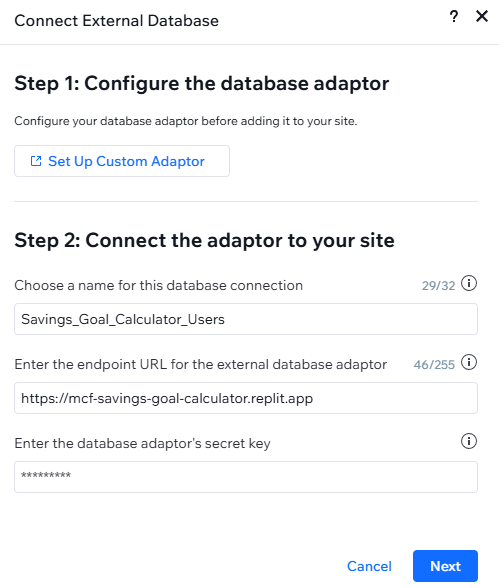 Connect External Database
?
Step 1: Configure the database adaptor
Configure your database adaptor before adding it to your site.
Set Up Custom Adaptor
Step 2: Connect the adaptor to your site
Choose a name for this database connection 29/32
Savings_Goal_Calculator_Users
Enter the endpoint URL for the external database adaptor 46/255
https://mcf-savings-goal-calculator.replit.app
Enter the database adaptor's secret key
*********
Cancel Next